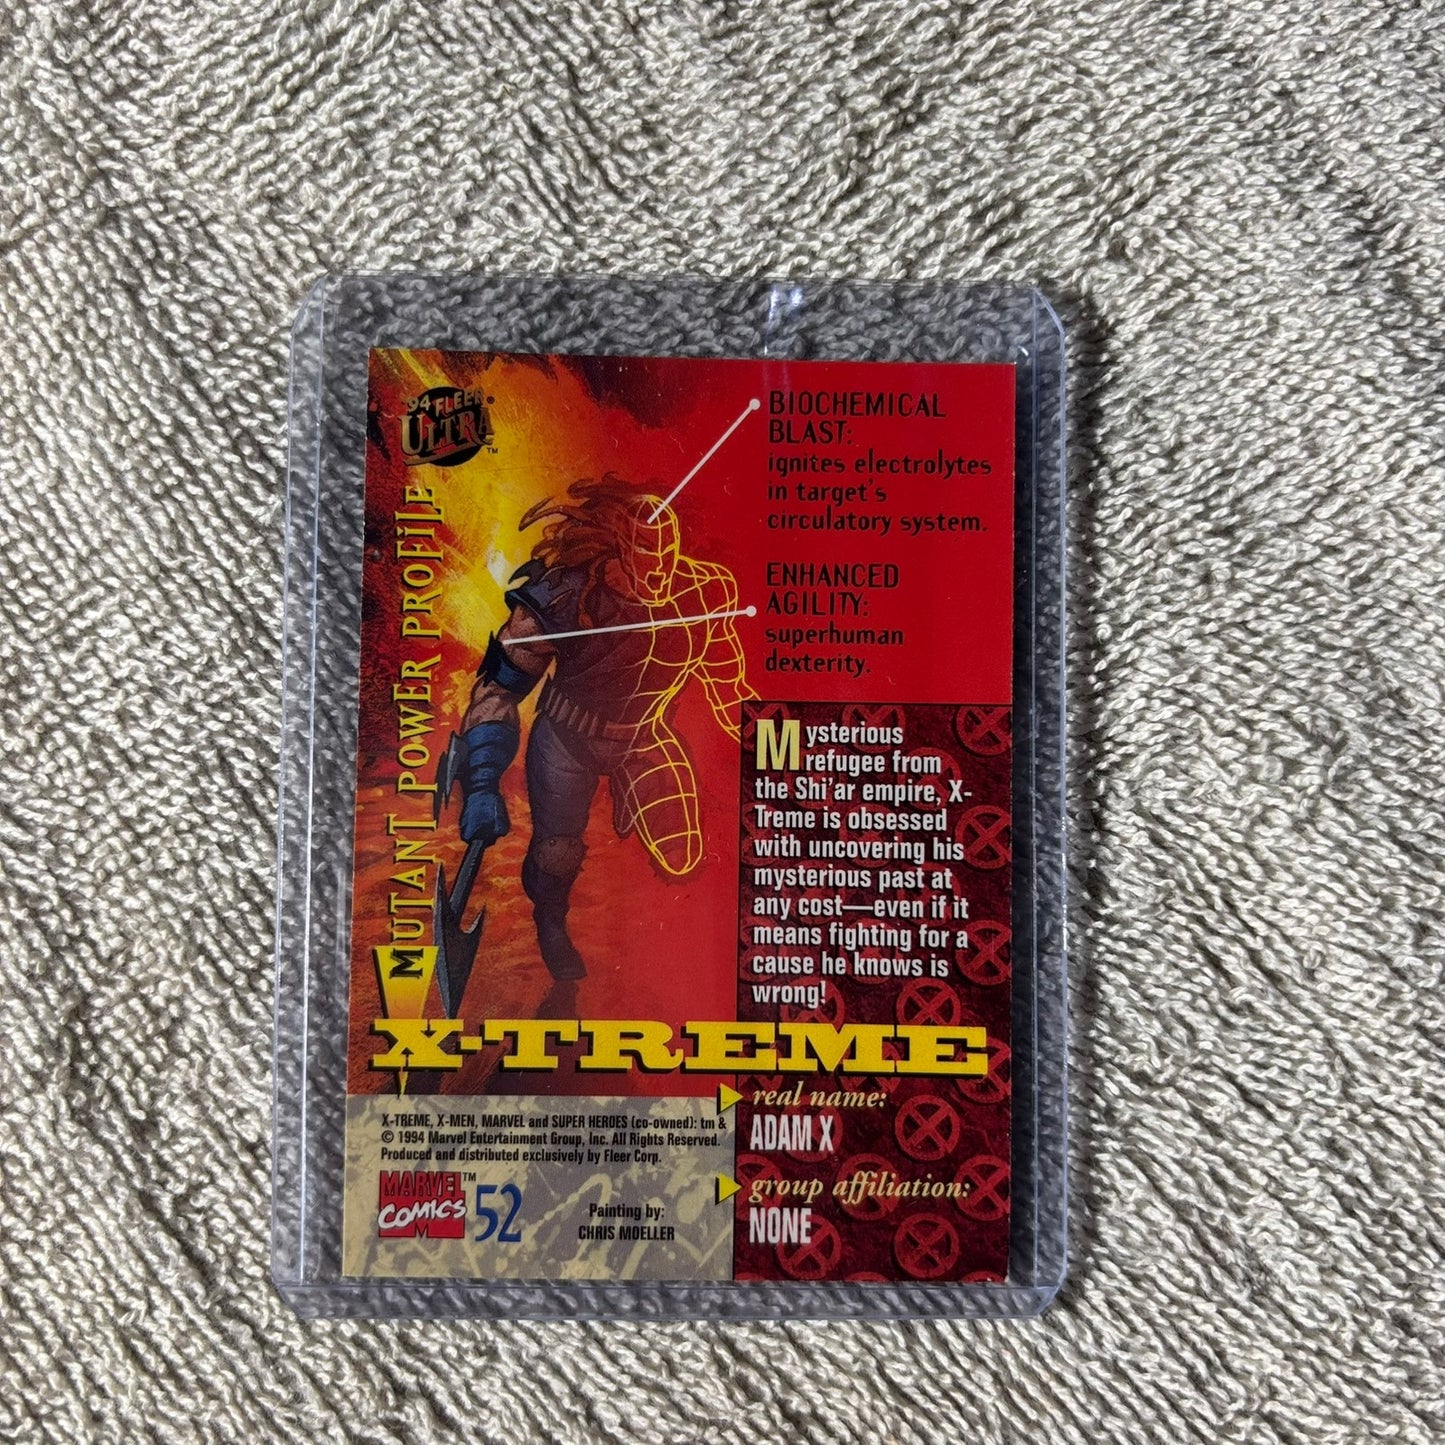 '94 FLEER
ULTRA®
™
MUTANT POWER PROFILE
BIOCHEMICAL
BLAST:
ignites electrolytes
in target's
circulatory system.
ENHANCED
AGILITY:
superhuman
dexterity.
Mysterious
refugee from
the Shi'ar empire, X-
Treme is obsessed
with uncovering his
mysterious past at
any cost—even if it
means fighting for a
cause he knows is
wrong!
X-TREME
real name:
ADAM X
group affiliation:
NONE
X-TREME, X-MEN, MARVEL and SUPER HEROES (co-owned): tm &
© 1994 Marvel Entertainment Group, Inc. All Rights Reserved.
Produced and distributed exclusively by Fleer Corp.
MARVEL™
COMICS
M
52
Painting by:
CHRIS MOELLER